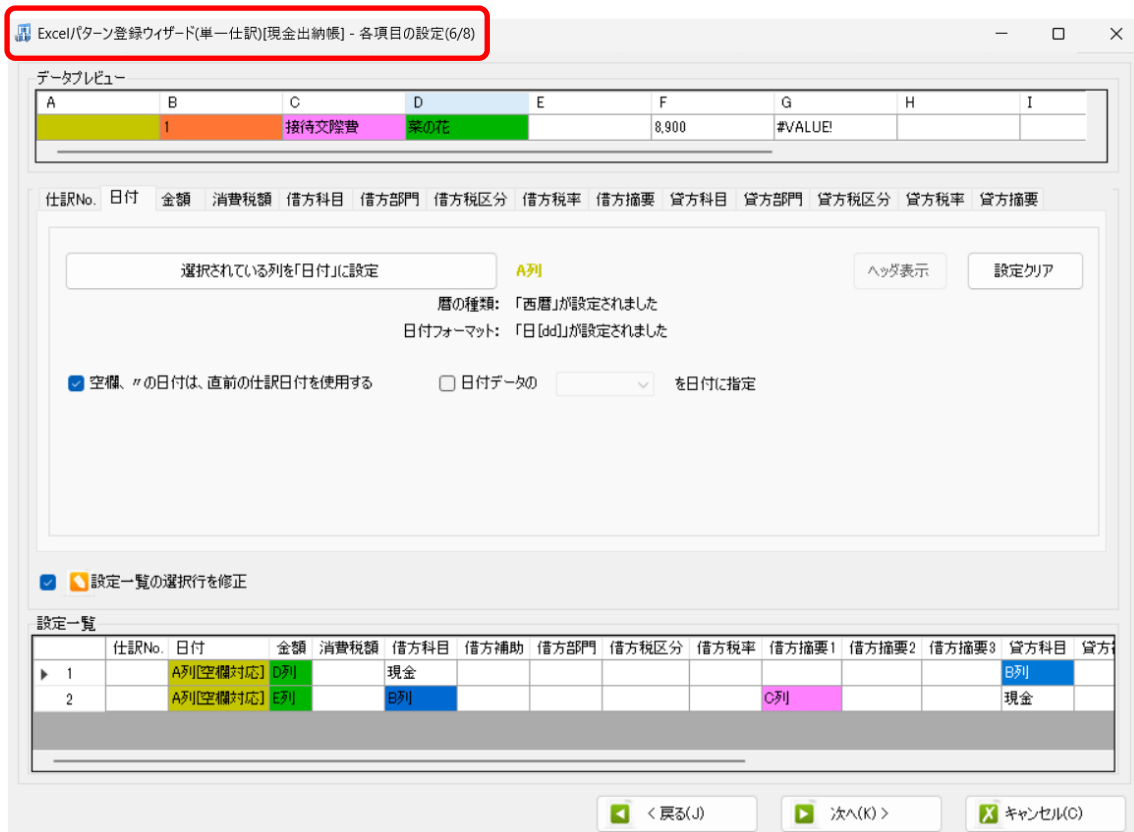 Excelパターン登録ウィザード(単一仕訳)[現金出納帳] - 各項目の設定(6/8)
データプレビュー
A B C D E F G H I
1 接待交際費 菜の花 8,900 #VALUE!
仕訳No. 日付 金額 消費税額 借方科目 借方部門 借方税区分 借方税率 借方摘要 貸方科目 貸方部門 貸方税区分 貸方税率 貸方摘要
選択されている列を「日付」に設定 A列 ヘッダ表示 設定クリア
暦の種類: 「西暦」が設定されました
日付フォーマット: 「日[dd]」が設定されました
空欄、〃の日付は、直前の仕訳日付を使用する 日付データの を日付に指定
設定一覧の選択行を修正
設定一覧
仕訳No. 日付 金額 消費税額 借方科目 借方補助 借方部門 借方税区分 借方税率 借方摘要1 借方摘要2 借方摘要3 貸方科目 貸方
1 A列[空欄対応] D列 現金 B列
2 A列[空欄対応] E列 B列 C列 現金
< 戻る(J) 次へ(K) > キャンセル(C)